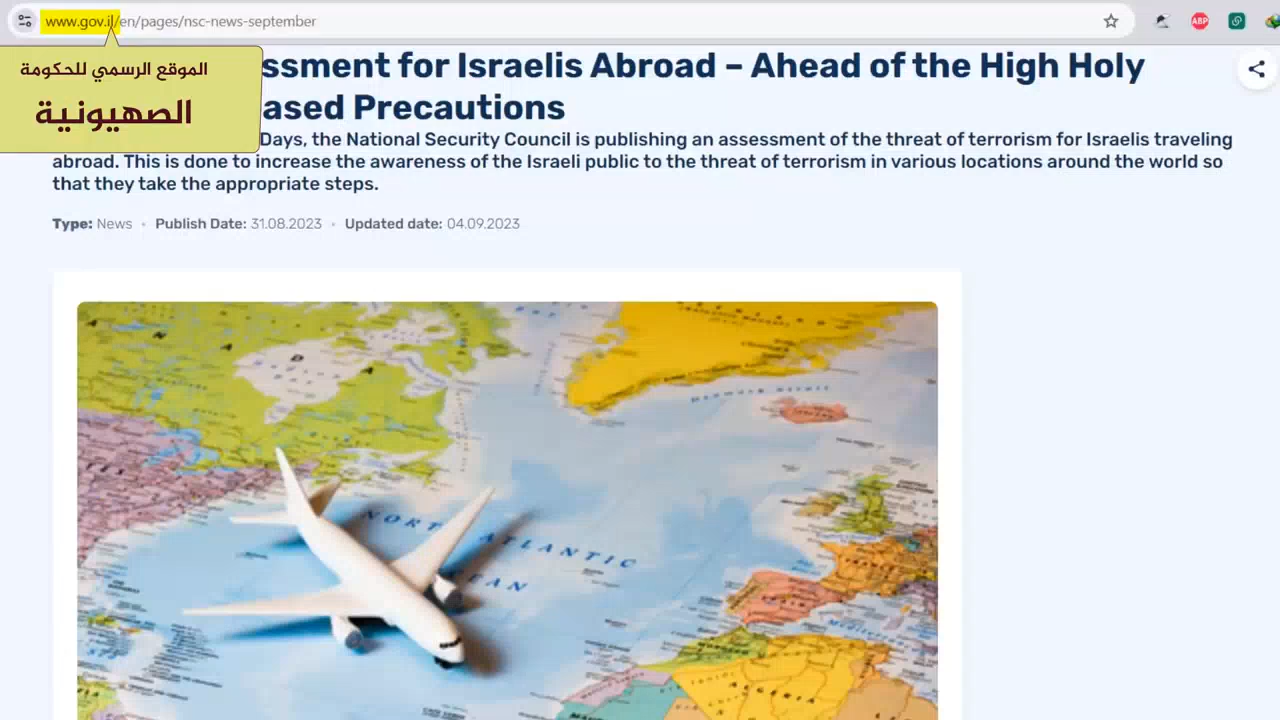 www.gov.il/en/pages/nsc-news-september
ABP
الموقع الرسمي للحكومة
الصهيونية
ssment for Israelis Abroad – Ahead of the High Holy
ased Precautions
Days, the National Security Council is publishing an assessment of the threat of terrorism for Israelis traveling
abroad. This is done to increase the awareness of the Israeli public to the threat of terrorism in various locations around the world so
that they take the appropriate steps.
Type: News • Publish Date: 31.08.2023 • Updated date: 04.09.2023
NORTH ATLANTIC
EAN
ALGERIA